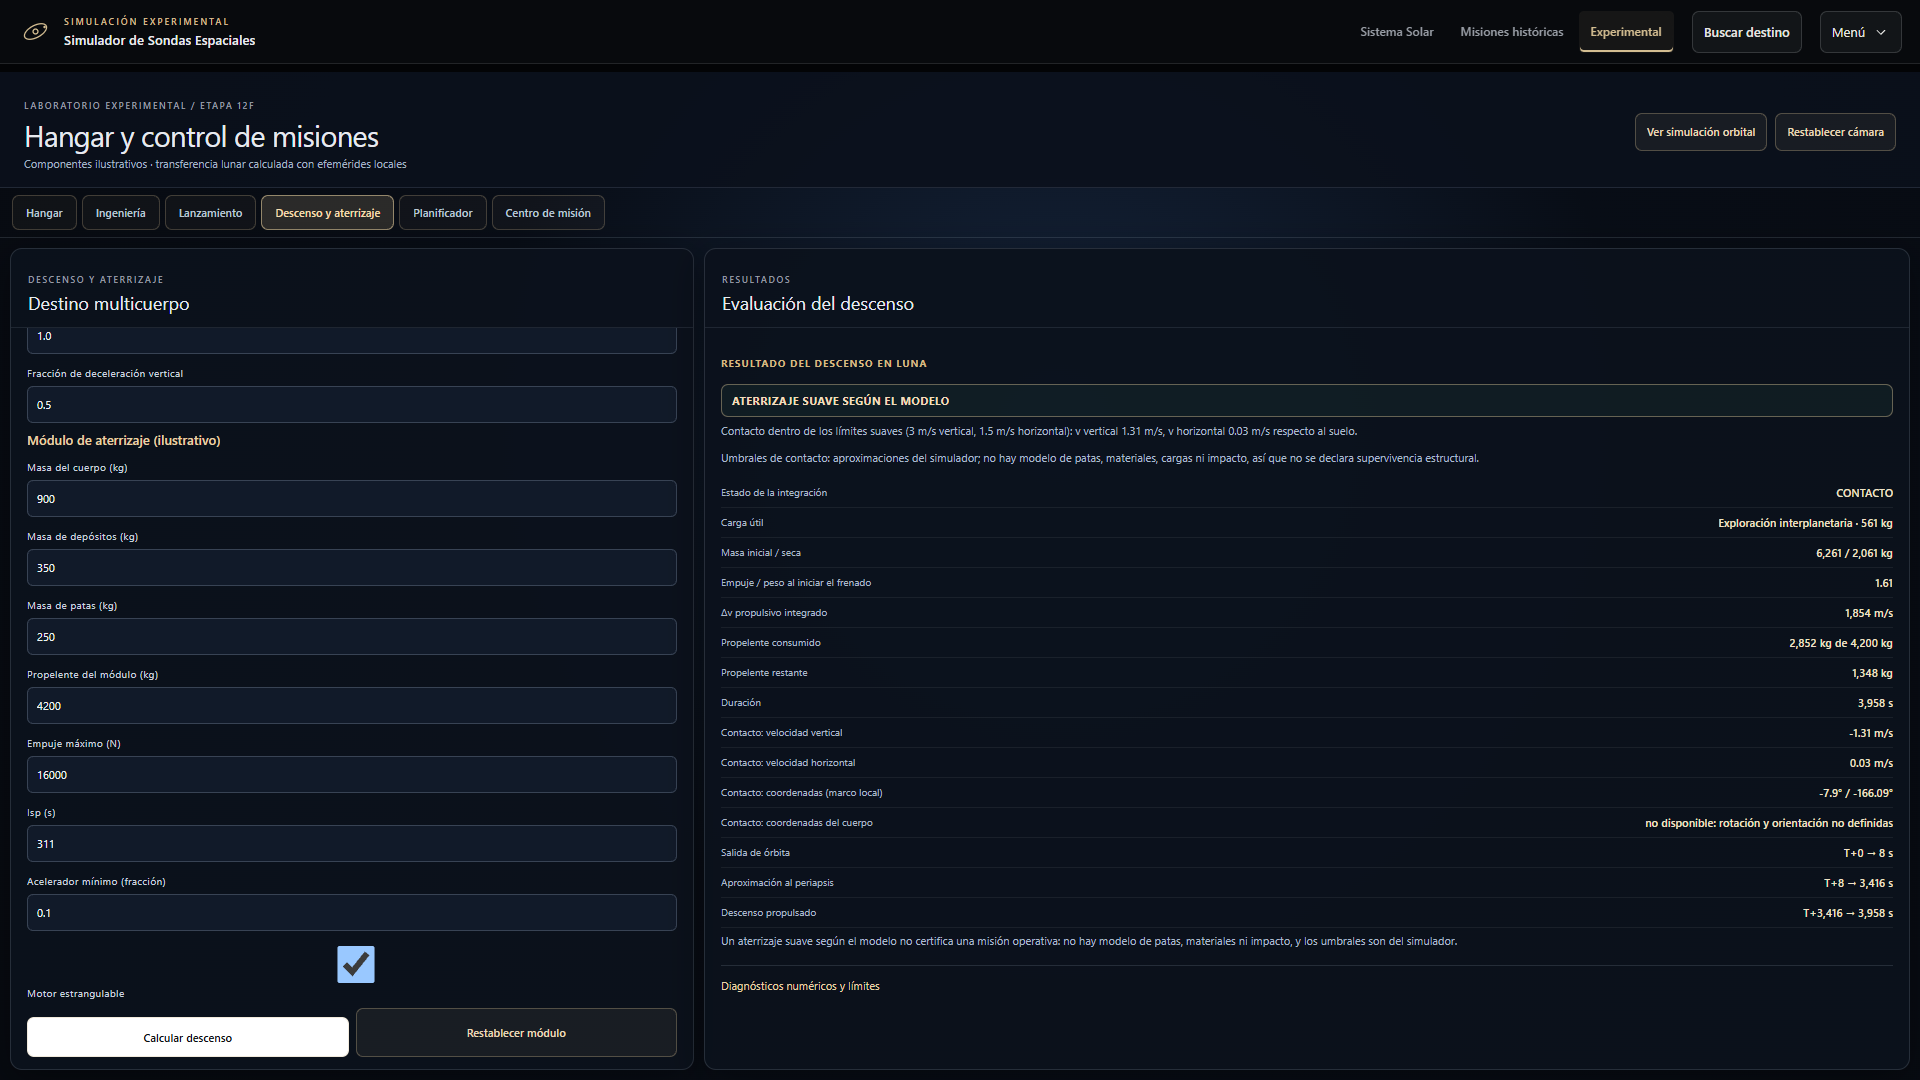 SIMULACIÓN EXPERIMENTAL
Simulador de Sondas Espaciales
Sistema Solar
Misiones históricas
Experimental
Buscar destino
Menú
LABORATORIO EXPERIMENTAL / ETAPA 12F
Hangar y control de misiones
Componentes ilustrativos · transferencia lunar calculada con efemérides locales
Ver simulación orbital
Restablecer cámara
Hangar
Ingeniería
Lanzamiento
Descenso y aterrizaje
Planificador
Centro de misión
DESCENSO Y ATERRIZAJE
Destino multicuerpo
1.0
Fracción de deceleración vertical
0.5
Módulo de aterrizaje (ilustrativo)
Masa del cuerpo (kg)
900
Masa de depósitos (kg)
350
Masa de patas (kg)
250
Propelente del módulo (kg)
4200
Empuje máximo (N)
16000
Isp (s)
311
Acelerador mínimo (fracción)
0.1
Motor estrangulable
Calcular descenso
Restablecer módulo
RESULTADOS
Evaluación del descenso
RESULTADO DEL DESCENSO EN LUNA
ATERRIZAJE SUAVE SEGÚN EL MODELO
Contacto dentro de los límites suaves (3 m/s vertical, 1.5 m/s horizontal): v vertical 1.31 m/s, v horizontal 0.03 m/s respecto al suelo.
Umbrales de contacto: aproximaciones del simulador; no hay modelo de patas, materiales, cargas ni impacto, así que no se declara supervivencia estructural.
Estado de la integración CONTACTO
Carga útil Exploración interplanetaria · 561 kg
Masa inicial / seca 6,261 / 2,061 kg
Empuje / peso al iniciar el frenado 1.61
Δv propulsivo integrado 1,854 m/s
Propelente consumido 2,852 kg de 4,200 kg
Propelente restante 1,348 kg
Duración 3,958 s
Contacto: velocidad vertical -1.31 m/s
Contacto: velocidad horizontal 0.03 m/s
Contacto: coordenadas (marco local) -7.9° / -166.09°
Contacto: coordenadas del cuerpo no disponible: rotación y orientación no definidas
Salida de órbita T+0 → 8 s
Aproximación al periapsis T+8 → 3,416 s
Descenso propulsado T+3,416 → 3,958 s
Un aterrizaje suave según el modelo no certifica una misión operativa: no hay modelo de patas, materiales ni impacto, y los umbrales son del simulador.
Diagnósticos numéricos y límites